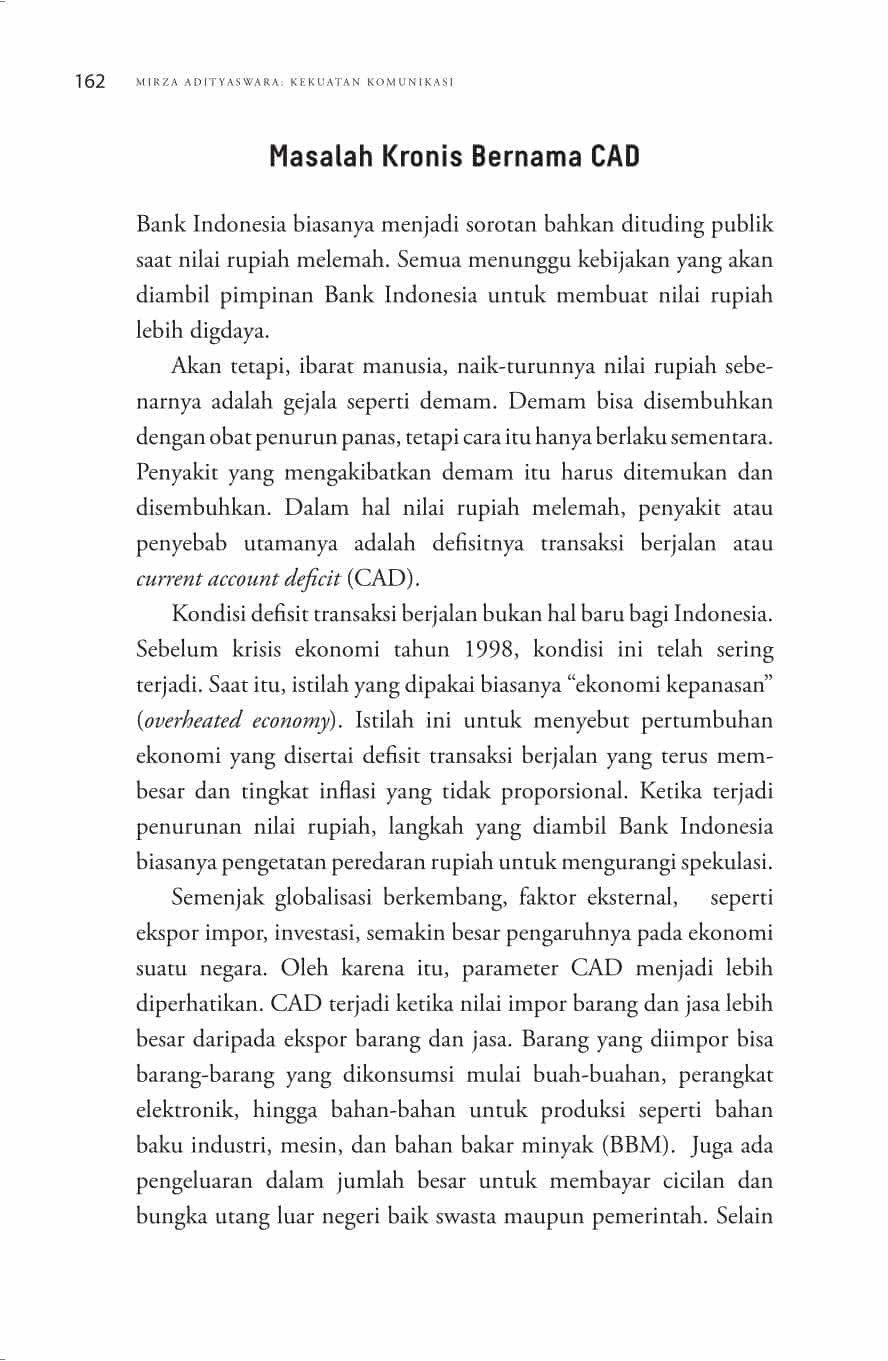 162 MIRZA ADITYASWARA: KEKUATAN KOMUNIKASI
Masalah Kronis Bernama CAD
Bank Indonesia biasanya menjadi sorotan bahkan dituding publik
saat nilai rupiah melemah. Semua menunggu kebijakan yang akan
diambil pimpinan Bank Indonesia untuk membuat nilai rupiah
lebih digdaya.
Akan tetapi, ibarat manusia, naik-turunnya nilai rupiah sebe-
narnya adalah gejala seperti demam. Demam bisa disembuhkan
dengan obat penurun panas, tetapi cara itu hanya berlaku sementara.
Penyakit yang mengakibatkan demam itu harus ditemukan dan
disembuhkan. Dalam hal nilai rupiah melemah, penyakit atau
penyebab utamanya adalah defisitnya transaksi berjalan atau
current account deficit (CAD).
Kondisi defisit transaksi berjalan bukan hal baru bagi Indonesia.
Sebelum krisis ekonomi tahun 1998, kondisi ini telah sering
terjadi. Saat itu, istilah yang dipakai biasanya “ekonomi kepanasan”
(overheated economy). Istilah ini untuk menyebut pertumbuhan
ekonomi yang disertai defisit transaksi berjalan yang terus mem-
besar dan tingkat inflasi yang tidak proporsional. Ketika terjadi
penurunan nilai rupiah, langkah yang diambil Bank Indonesia
biasanya pengetatan peredaran rupiah untuk mengurangi spekulasi.
Semenjak globalisasi berkembang, faktor eksternal, seperti
ekspor impor, investasi, semakin besar pengaruhnya pada ekonomi
suatu negara. Oleh karena itu, parameter CAD menjadi lebih
diperhatikan. CAD terjadi ketika nilai impor barang dan jasa lebih
besar daripada ekspor barang dan jasa. Barang yang diimpor bisa
barang-barang yang dikonsumsi mulai buah-buahan, perangkat
elektronik, hingga bahan-bahan untuk produksi seperti bahan
baku industri, mesin, dan bahan bakar minyak (BBM). Juga ada
pengeluaran dalam jumlah besar untuk membayar cicilan dan
bungka utang luar negeri baik swasta maupun pemerintah. Selain